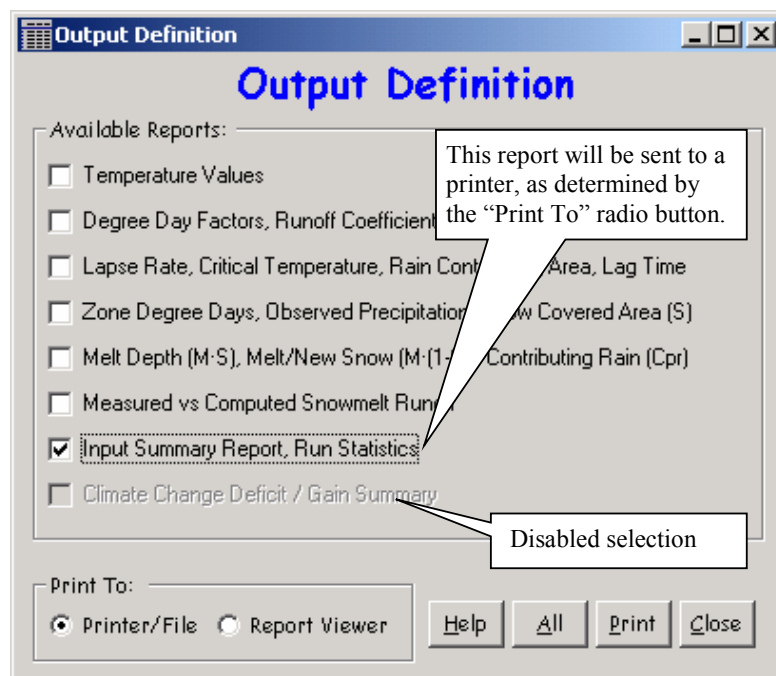 Output Definition
Output Definition
Available Reports:
This report will be sent to a
printer, as determined by
the “Print To” radio button.
Temperature Values
Degree Day Factors, Runoff
Lapse Rate, Critical Temperature, Rain Area, Lag Time
Zone Degree Days, Observed Precipitation Covered Area (S)
Melt Depth (M·S), Melt/New Snow (M·(1- Contributing Rain (Cpr)
Measured vs Computed Snowmelt
Input Summary Report, Run Statistics
Climate Change Deficit / Gain Summary
Disabled selection
Print To:
Printer/File Report Viewer Help All Print Close